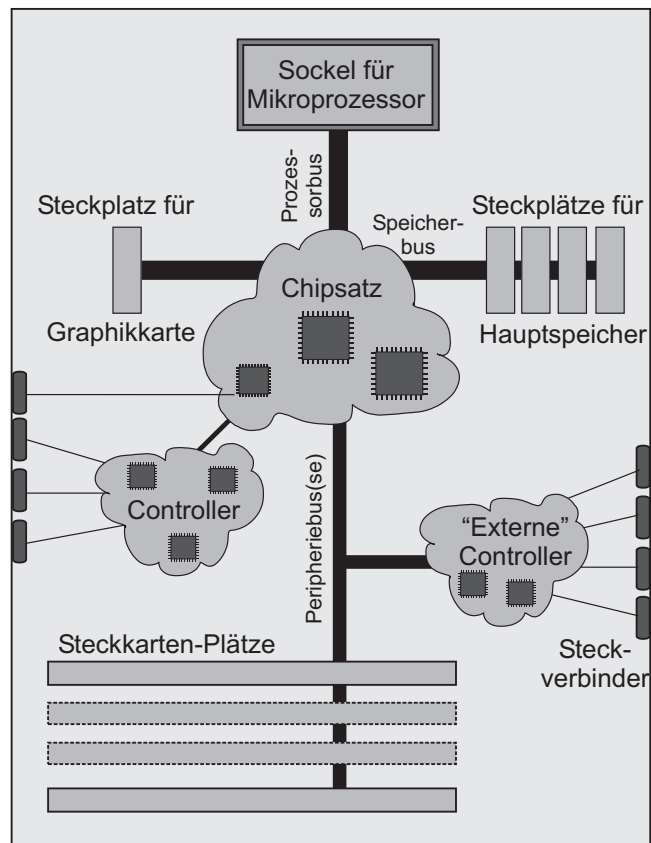 Sockel für
Mikroprozessor
Prozes-
sorbus
Steckplatz für
Graphikkarte
Speicher-
bus
Steckplätze für
Hauptspeicher
Chipsatz
Controller
Peripheriebus(se)
“Externe”
Controller
Steckkarten-Plätze
Steck-
verbinder